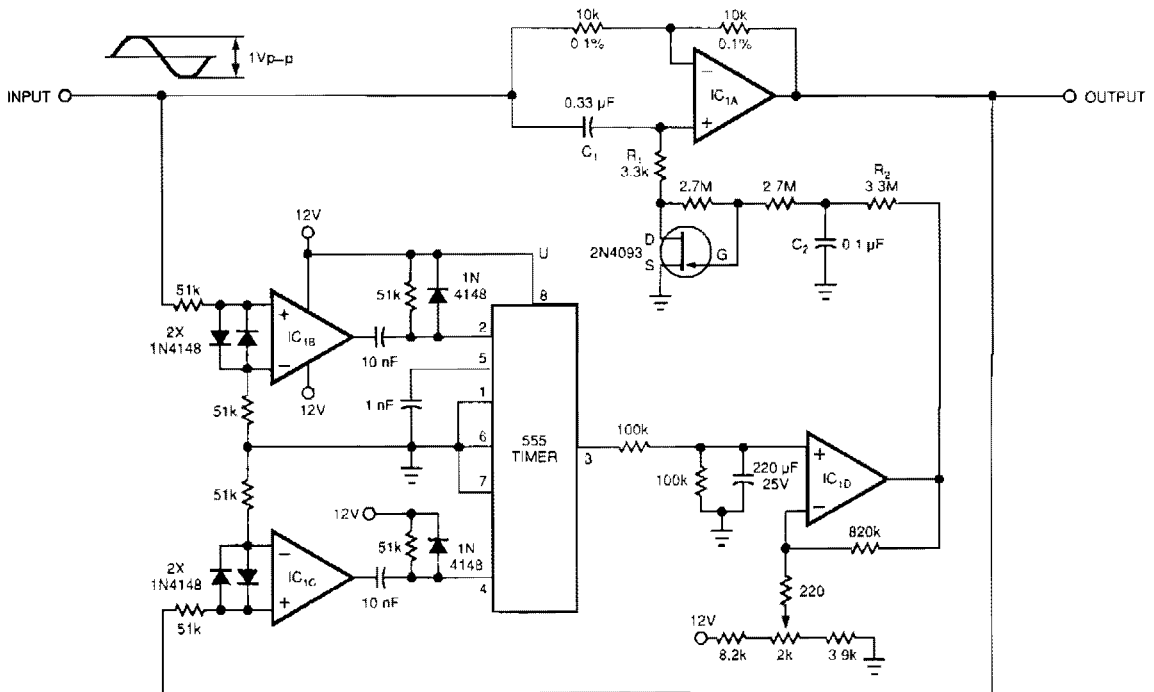 10k
0.1%
10k
0.1%
1Vp–p
INPUT
IC1A
−
+
OUTPUT
0.33 µF
C1
R1
3.3k
2.7M
2.7M
R2
3.3M
12V
2N4093
D
S
G
C2
0.1 µF
U
51k
1N
4148
8
51k
+
IC1B
−
2X
1N4148
10 nF
2
5
12V
51k
1 nF
1
6
7
555
TIMER
3
100k
100k
220 µF
25V
+
IC1D
−
51k
12V
51k
1N
4148
820k
2X
1N4148
−
IC1C
+
10 nF
4
220
51k
12V
8.2k
2k
3.9k